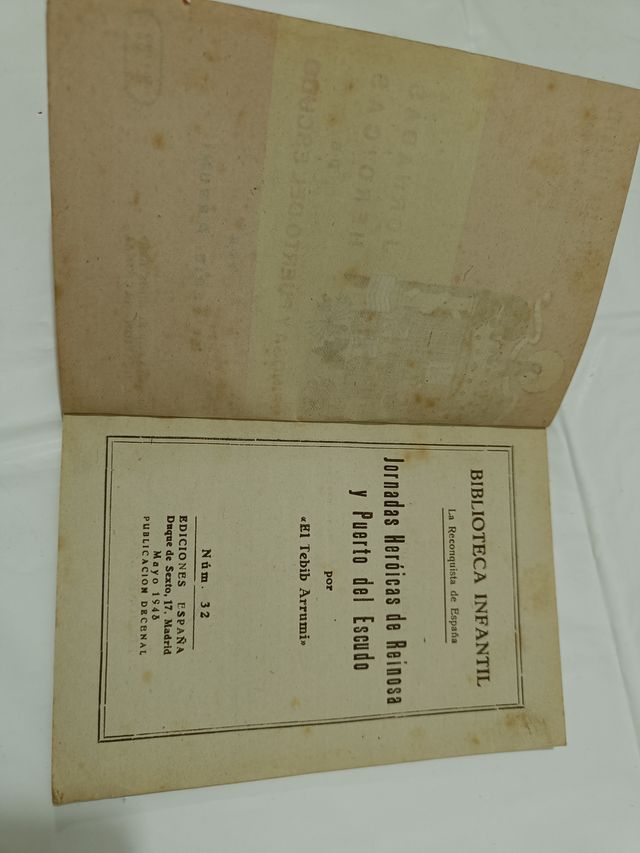 BIBLIOTECA INFANTIL
La Reconquista de España
Jornadas Heróicas de Reinosa
y Puerto del Escudo
por
«El Tebib Arrumi»
Núm. 32
EDICIONES ESPAÑA
Duque de Sexto, 17. Madrid
Mayo 1943
PUBLICACION DECENAL